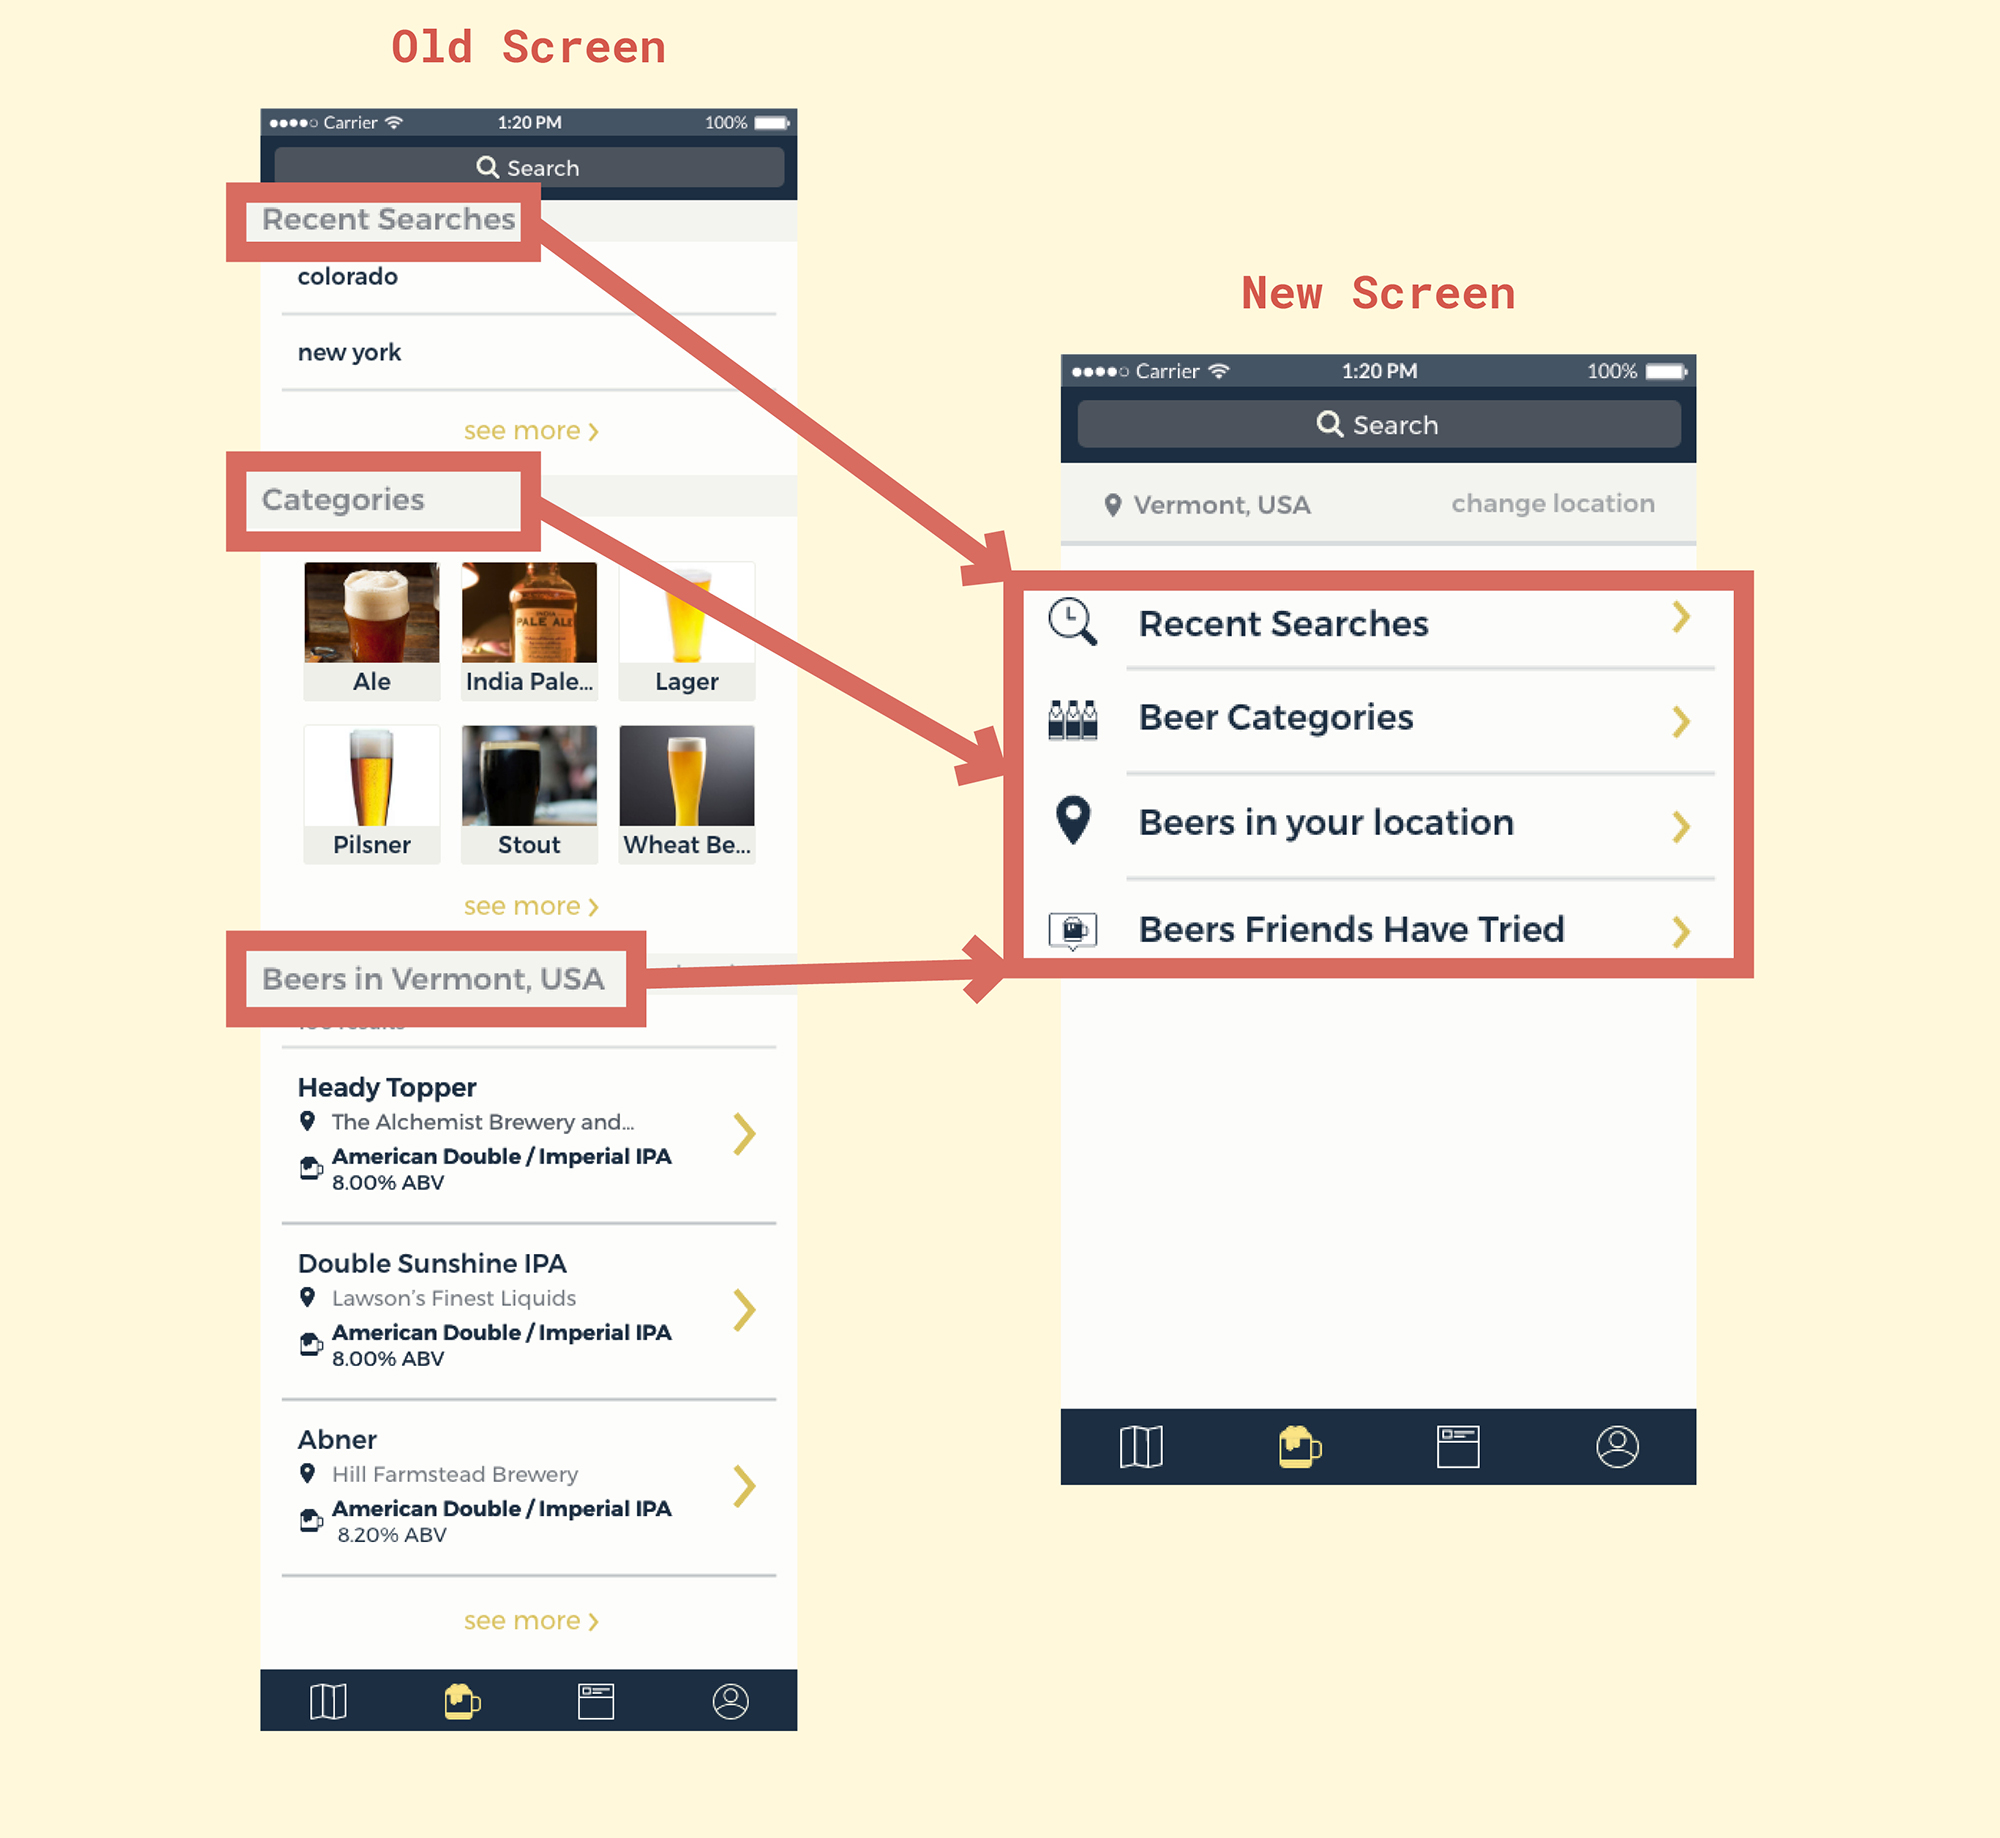 Old Screen
Carrier 1:20 PM 100%
Search
Recent Searches
colorado
new york
see more
Categories
INDIA
PALE ALE
Ale India Pale... Lager
Pilsner Stout Wheat Be...
see more
Beers in Vermont, USA
Heady Topper
The Alchemist Brewery and...
American Double / Imperial IPA
8.00% ABV
Double Sunshine IPA
Lawson's Finest Liquids
American Double / Imperial IPA
8.00% ABV
Abner
Hill Farmstead Brewery
American Double / Imperial IPA
8.20% ABV
see more
New Screen
Carrier 1:20 PM 100%
Search
Vermont, USA change location
Recent Searches
Beer Categories
Beers in your location
Beers Friends Have Tried